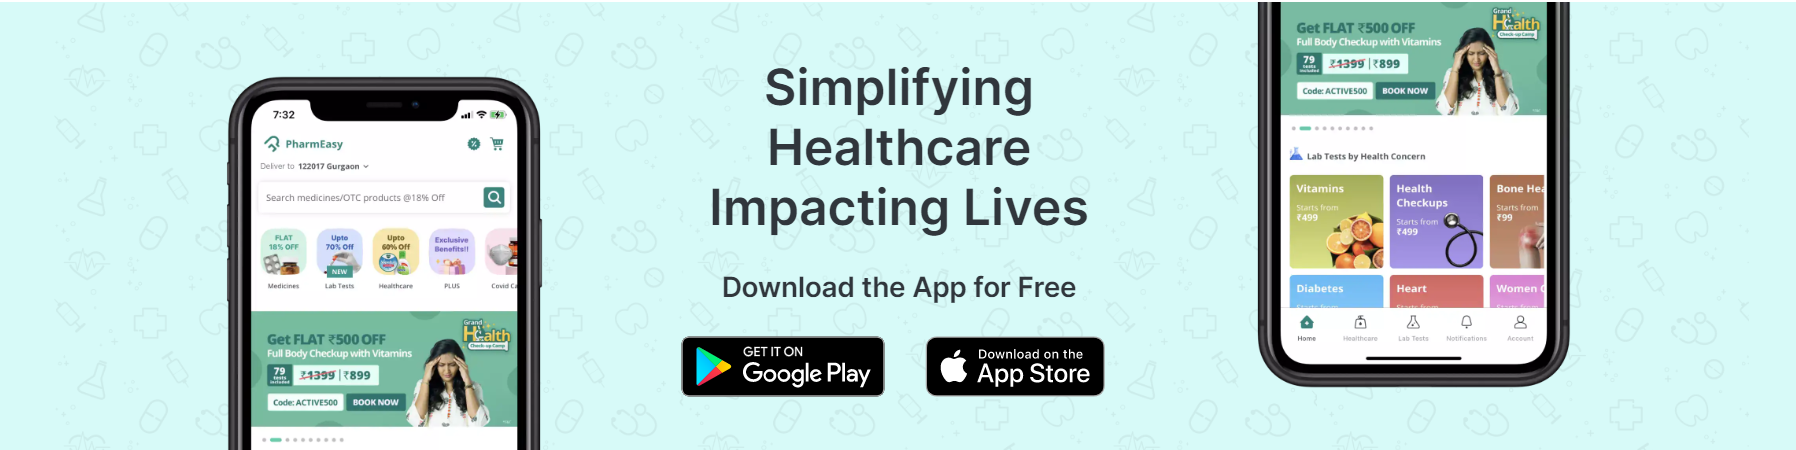 7:32
PharmEasy
Deliver to 122017 Gurgaon
Search medicines/OTC products @18% Off
FLAT
18% OFF
Medicines
Upto
70% Off
NEW
Lab Tests
Upto
60% Off
Healthcare
Exclusive
Benefits!!
PLUS
Covid
Get FLAT ₹500 OFF
Full Body Checkup with Vitamins
79
tests
included
₹1399 | ₹899
Code: ACTIVE500
BOOK NOW
Grand
Health
Check-up Camp
Simplifying
Healthcare
Impacting Lives
Download the App for Free
GET IT ON
Google Play
Download on the
App Store
Get FLAT ₹500 OFF
Full Body Checkup with Vitamins
79
tests
included
₹1399 | ₹899
Code: ACTIVE500
BOOK NOW
Grand
Health
Check-up Camp
Lab Tests by Health Concern
Vitamins
Starts from
₹499
Health
Checkups
Starts from
₹499
Bone
Starts from
₹99
Diabetes
Heart
Women
Home
Healthcare
Lab Tests
Notifications
Account